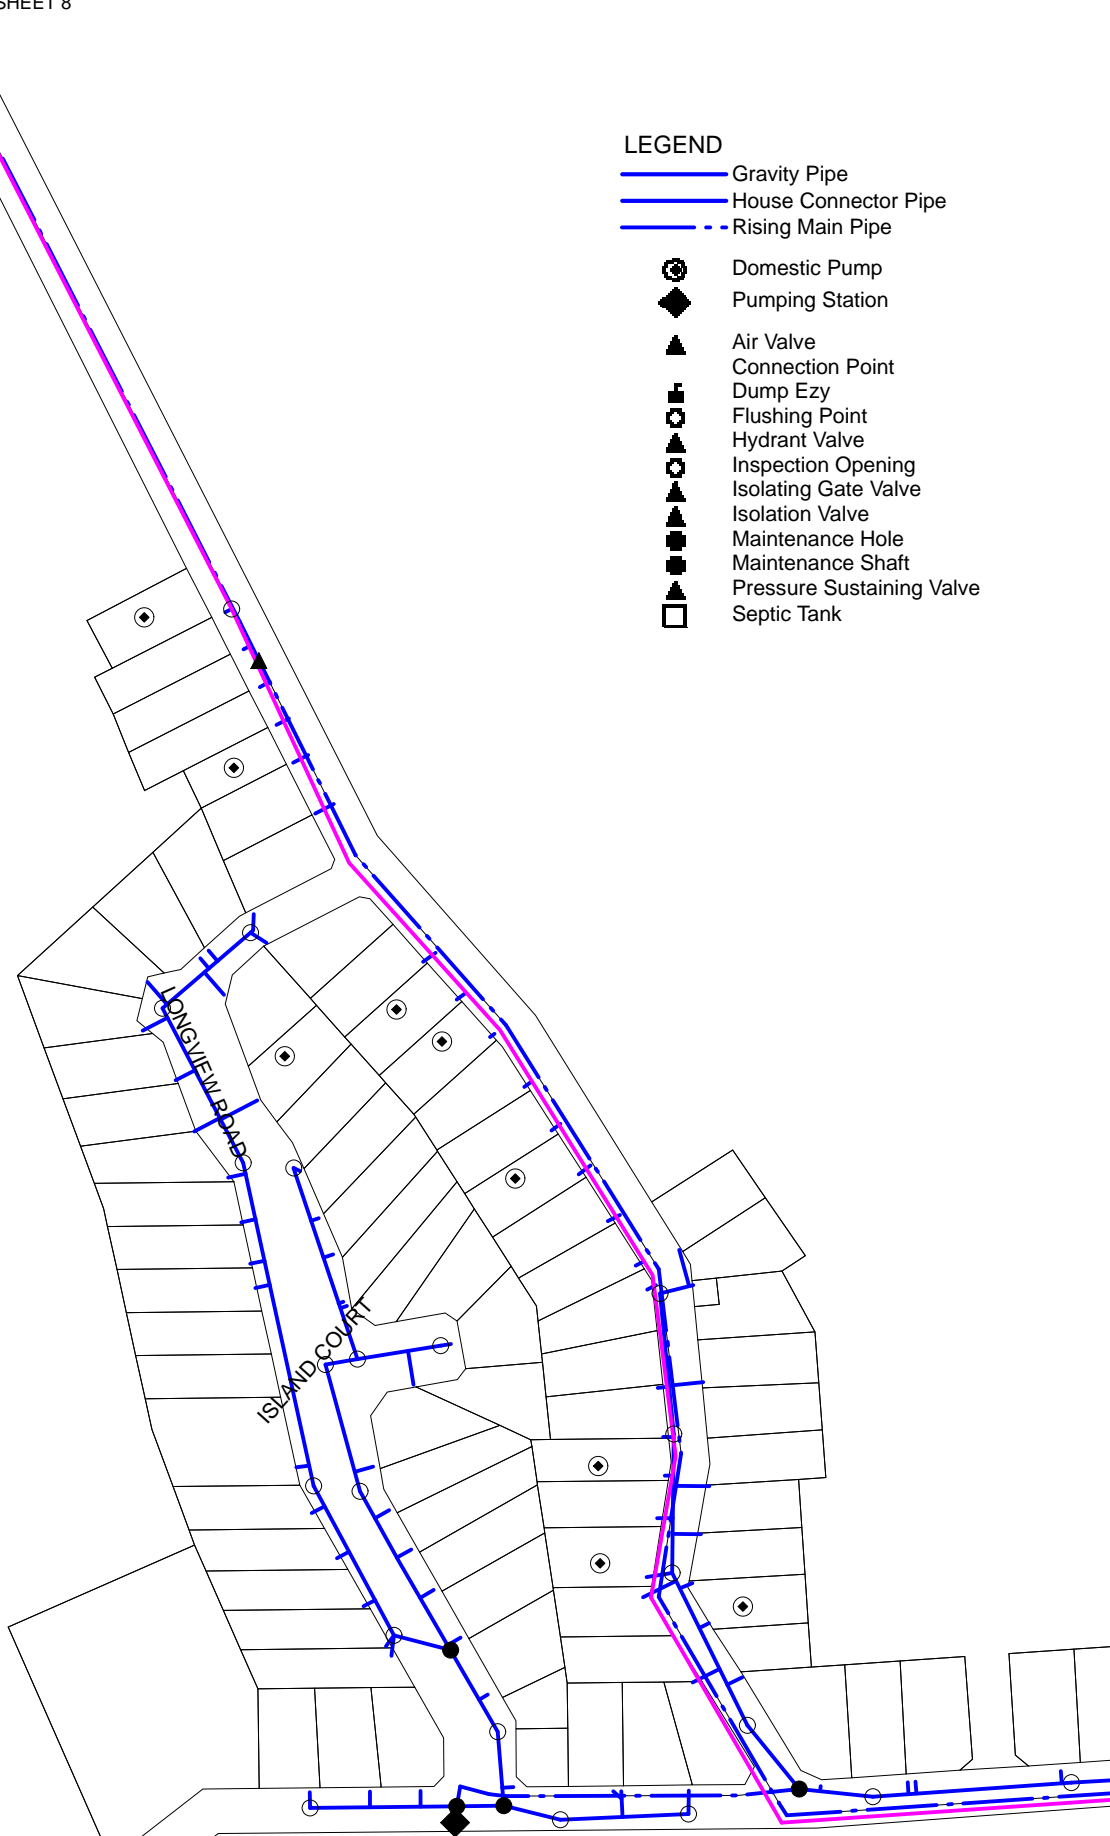 SHEET 8
LEGEND
Gravity Pipe
House Connector Pipe
Rising Main Pipe
Domestic Pump
Pumping Station
Air Valve
Connection Point
Dump Ezy
Flushing Point
Hydrant Valve
Inspection Opening
Isolating Gate Valve
Isolation Valve
Maintenance Hole
Maintenance Shaft
Pressure Sustaining Valve
Septic Tank
LONGVIEW ROAD
ISLAND COURT